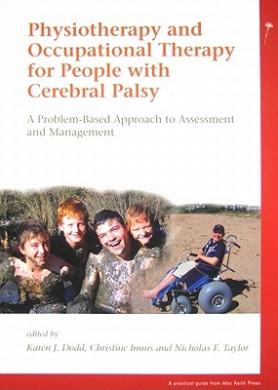 Physiotherapy and
Occupational Therapy
for People with
Cerebral Palsy
A Problem-Based Approach to Assessment
and Management
edited by
Karen J. Dodd, Christine Imms and Nicholas F. Taylor
A practical guide from Mac Keith Press